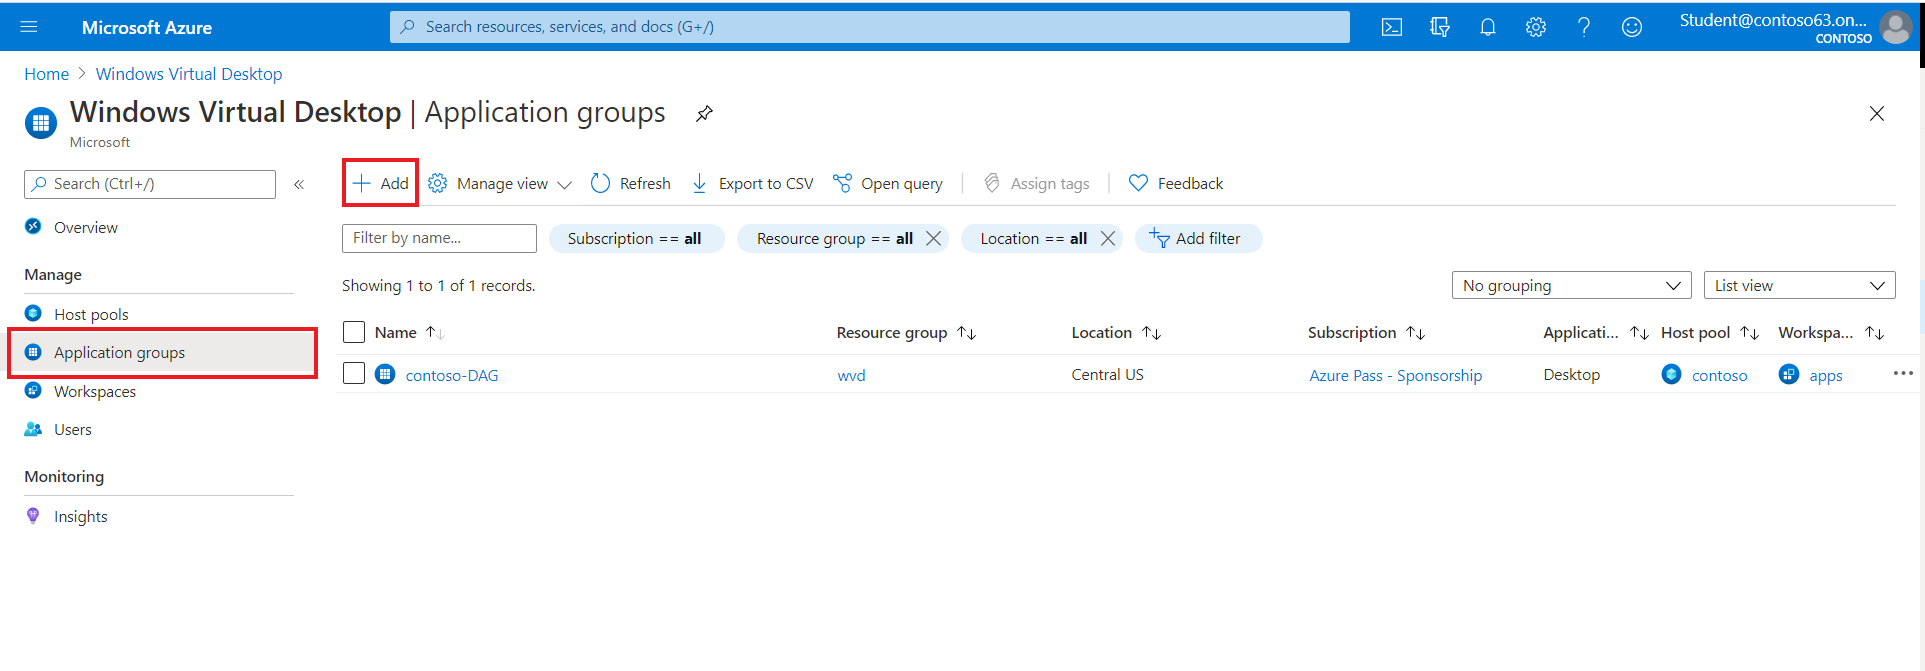 Microsoft Azure
Search resources, services, and docs (G+/)
Student@contoso63.on...
CONTOSO
Home > Windows Virtual Desktop
Windows Virtual Desktop | Application groups
Microsoft
Search (Ctrl+/)
«
Add
Manage view
Refresh
Export to CSV
Open query
Assign tags
Feedback
Overview
Manage
Host pools
Application groups
Workspaces
Users
Monitoring
Insights
Filter by name...
Subscription == all
Resource group == all
Location == all
Add filter
Showing 1 to 1 of 1 records.
No grouping
List view
Name Resource group Location Subscription Applicati... Host pool Workspa...
contoso-DAG wvd Central US Azure Pass - Sponsorship Desktop contoso apps